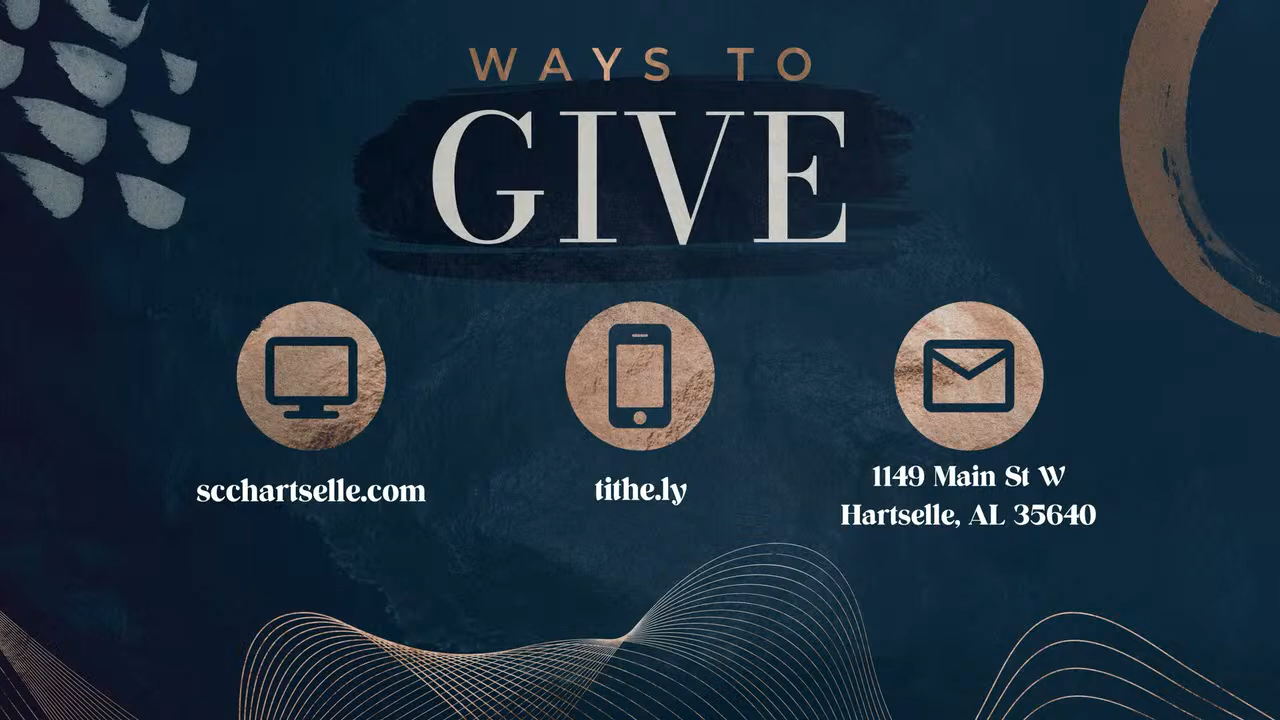 WAYS TO
GIVE
scchartselle.com
tithe.ly
1149 Main St W
Hartselle, AL 35640